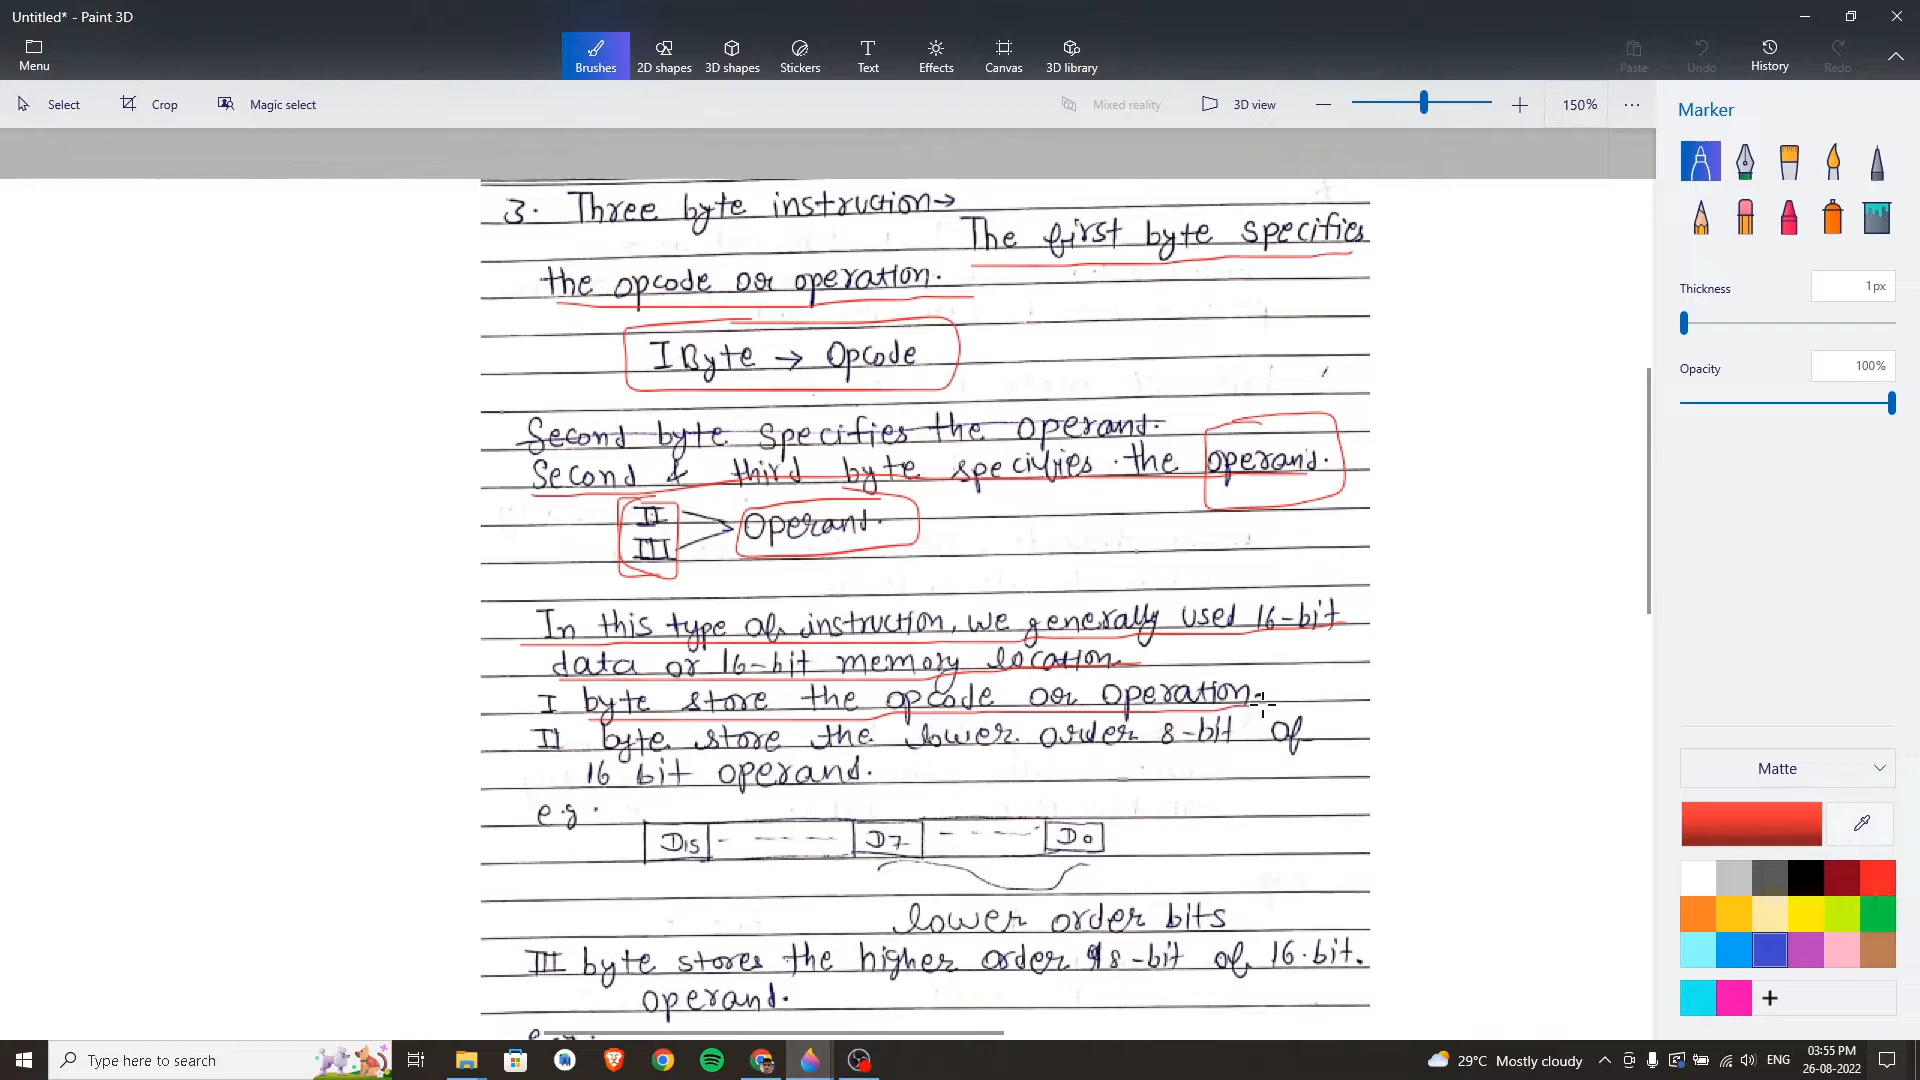 Untitled* - Paint 3D
Menu
Brushes
2D shapes
3D shapes
Stickers
Text
Effects
Canvas
3D library
Paste
Undo
History
Redo
Select
Crop
Magic select
Mixed reality
3D view
150%
Marker
Thickness
1px
Opacity
100%
Matte
3. Three byte instruction→
The first byte specifies
the opcode or operation.
I Byte → Opcode
Second byte specifies the operant.
Second & third byte specifies the operand.
II
III
Operant.
In this type of instruction, we generally used 16-bit
data or 16-bit memory location.
I byte store the opcode or operation.
II byte store the lower order 8-bit of
16 bit operand.
e.g.
D15 - - - - D7 - - - - D0
lower order bits
III byte stores the higher order 8-bit of 16.bit.
operand.
Type here to search
29°C Mostly cloudy
ENG
03:55 PM
26-08-2022